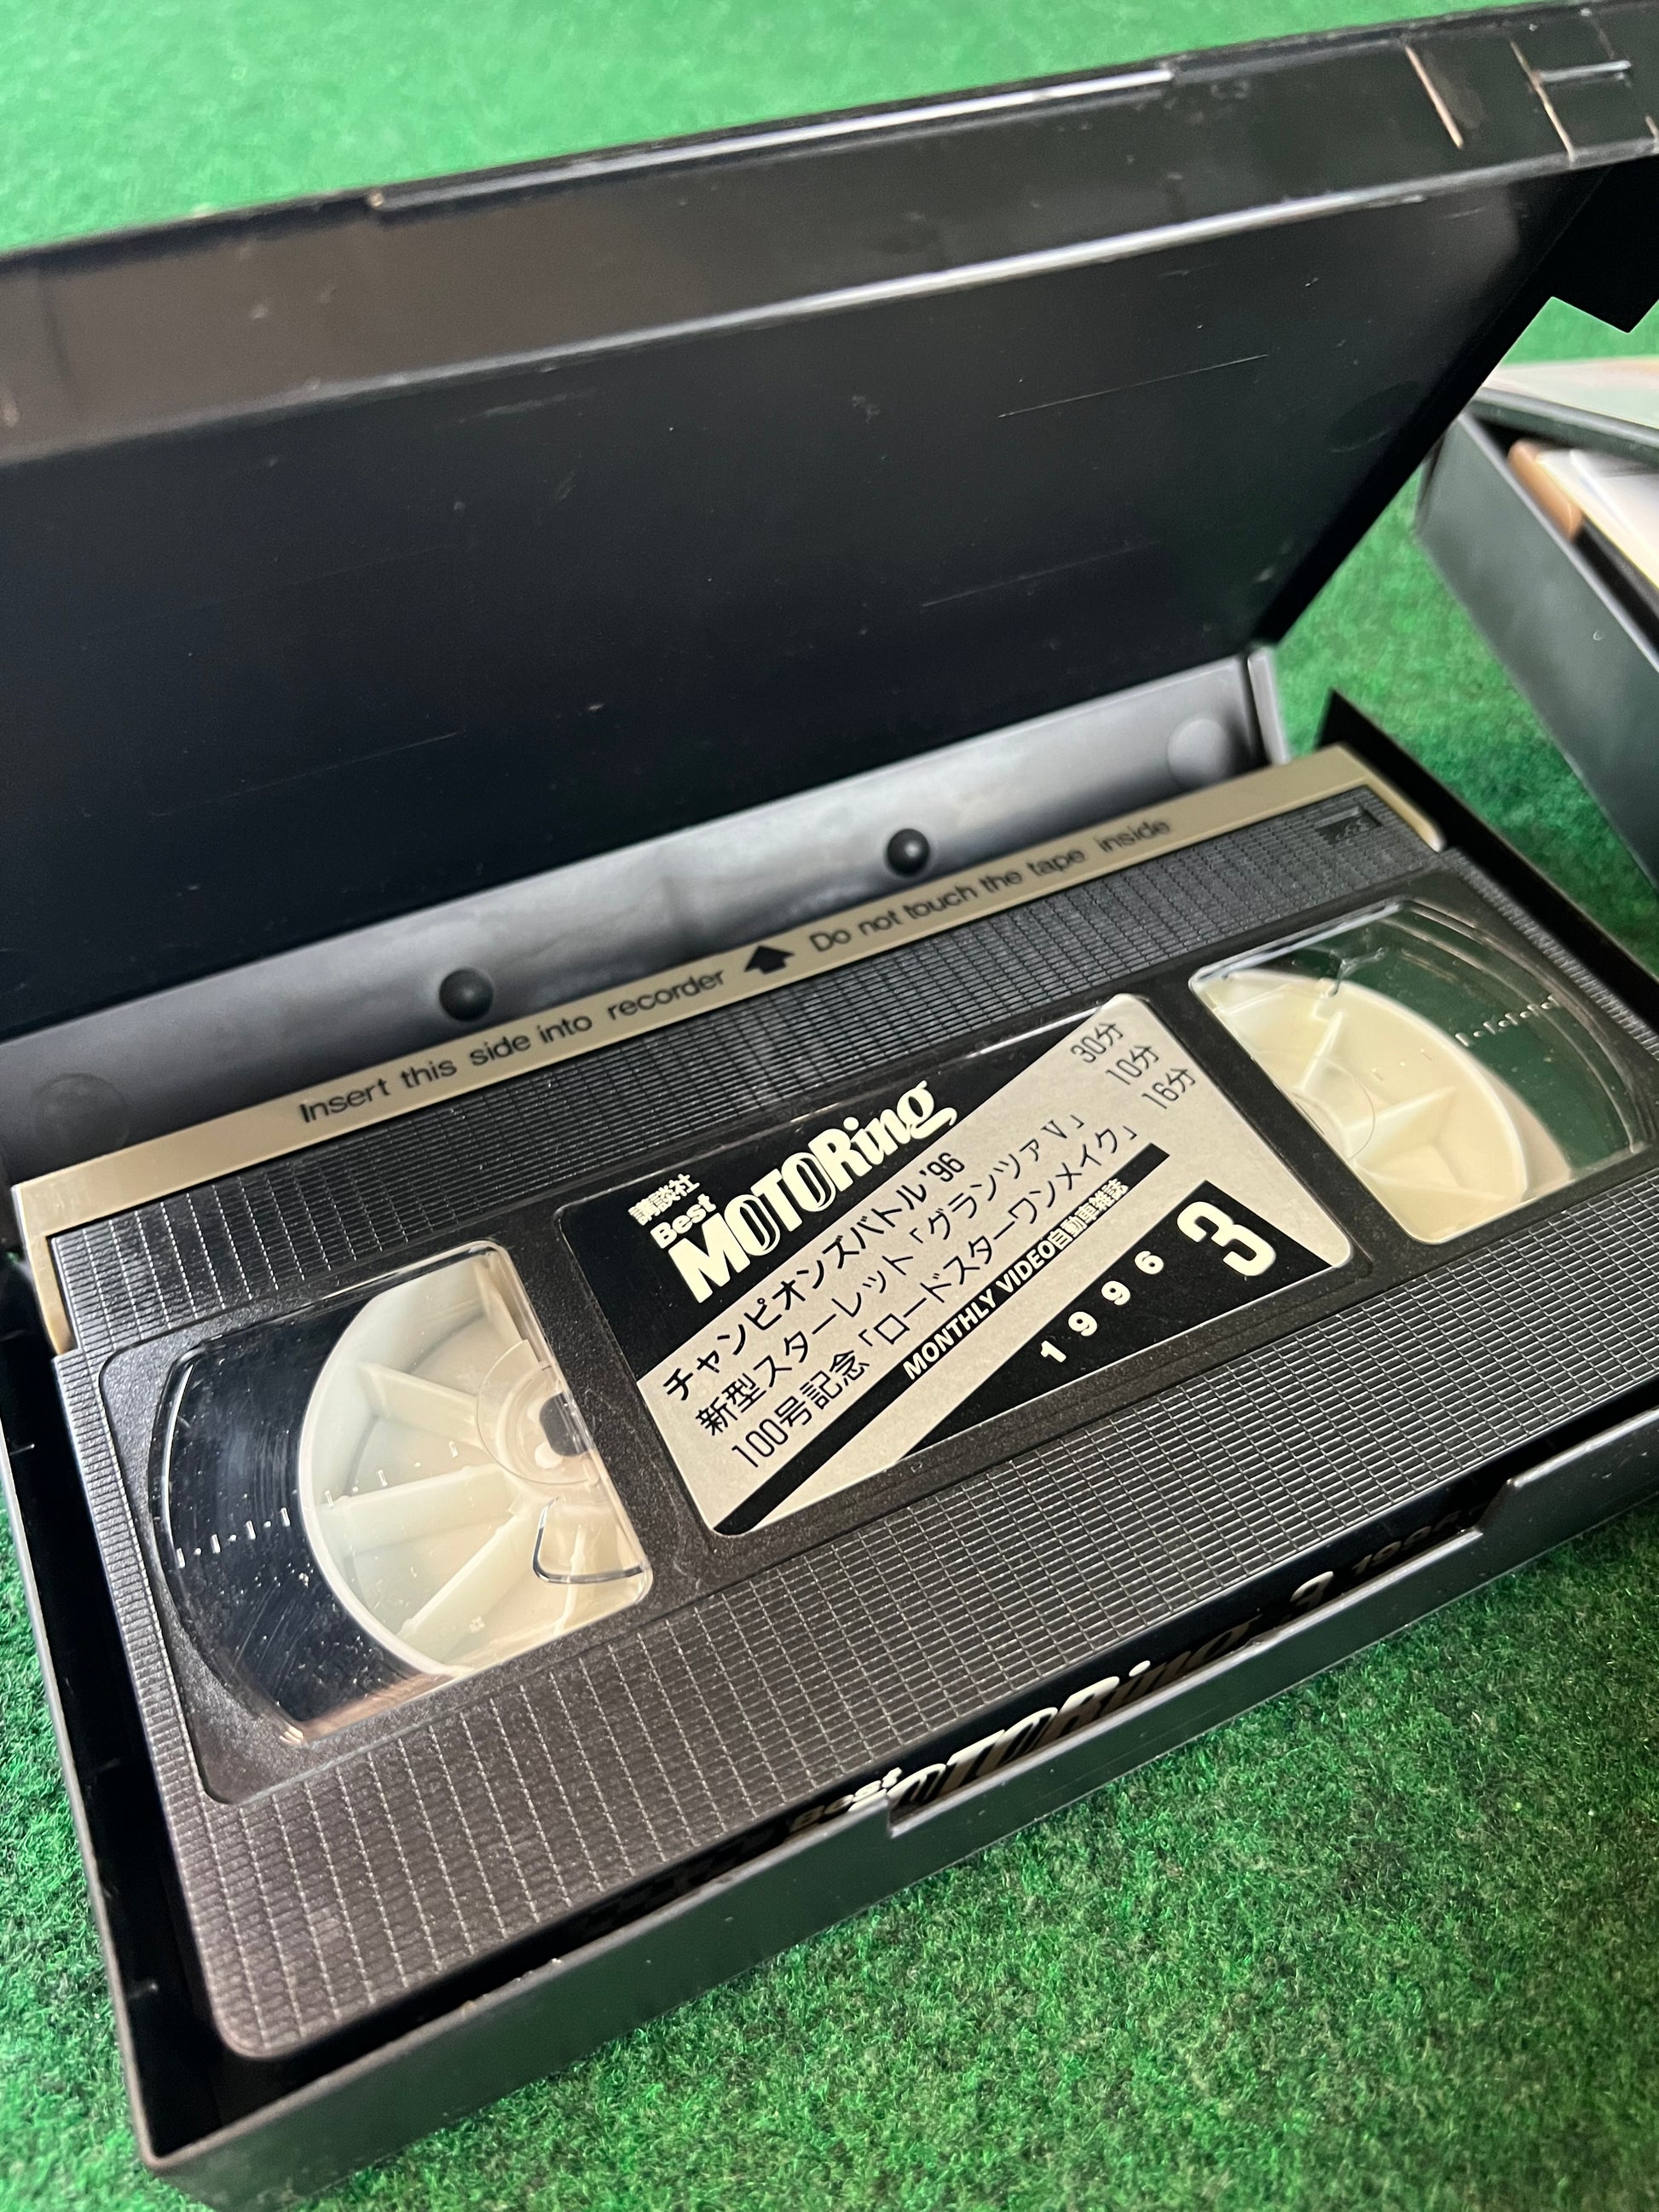 Insert this side into recorder Do not touch the tape inside
講談社
Best
MOTORing
チャンピオンズバトル'96 30分
新型スターレット「グランツァV」 10分
100号記念「ロードスターワンメイク」 16分
MONTHLY VIDEO自動車雑誌
1996 3
Best MOTORing 3 1996